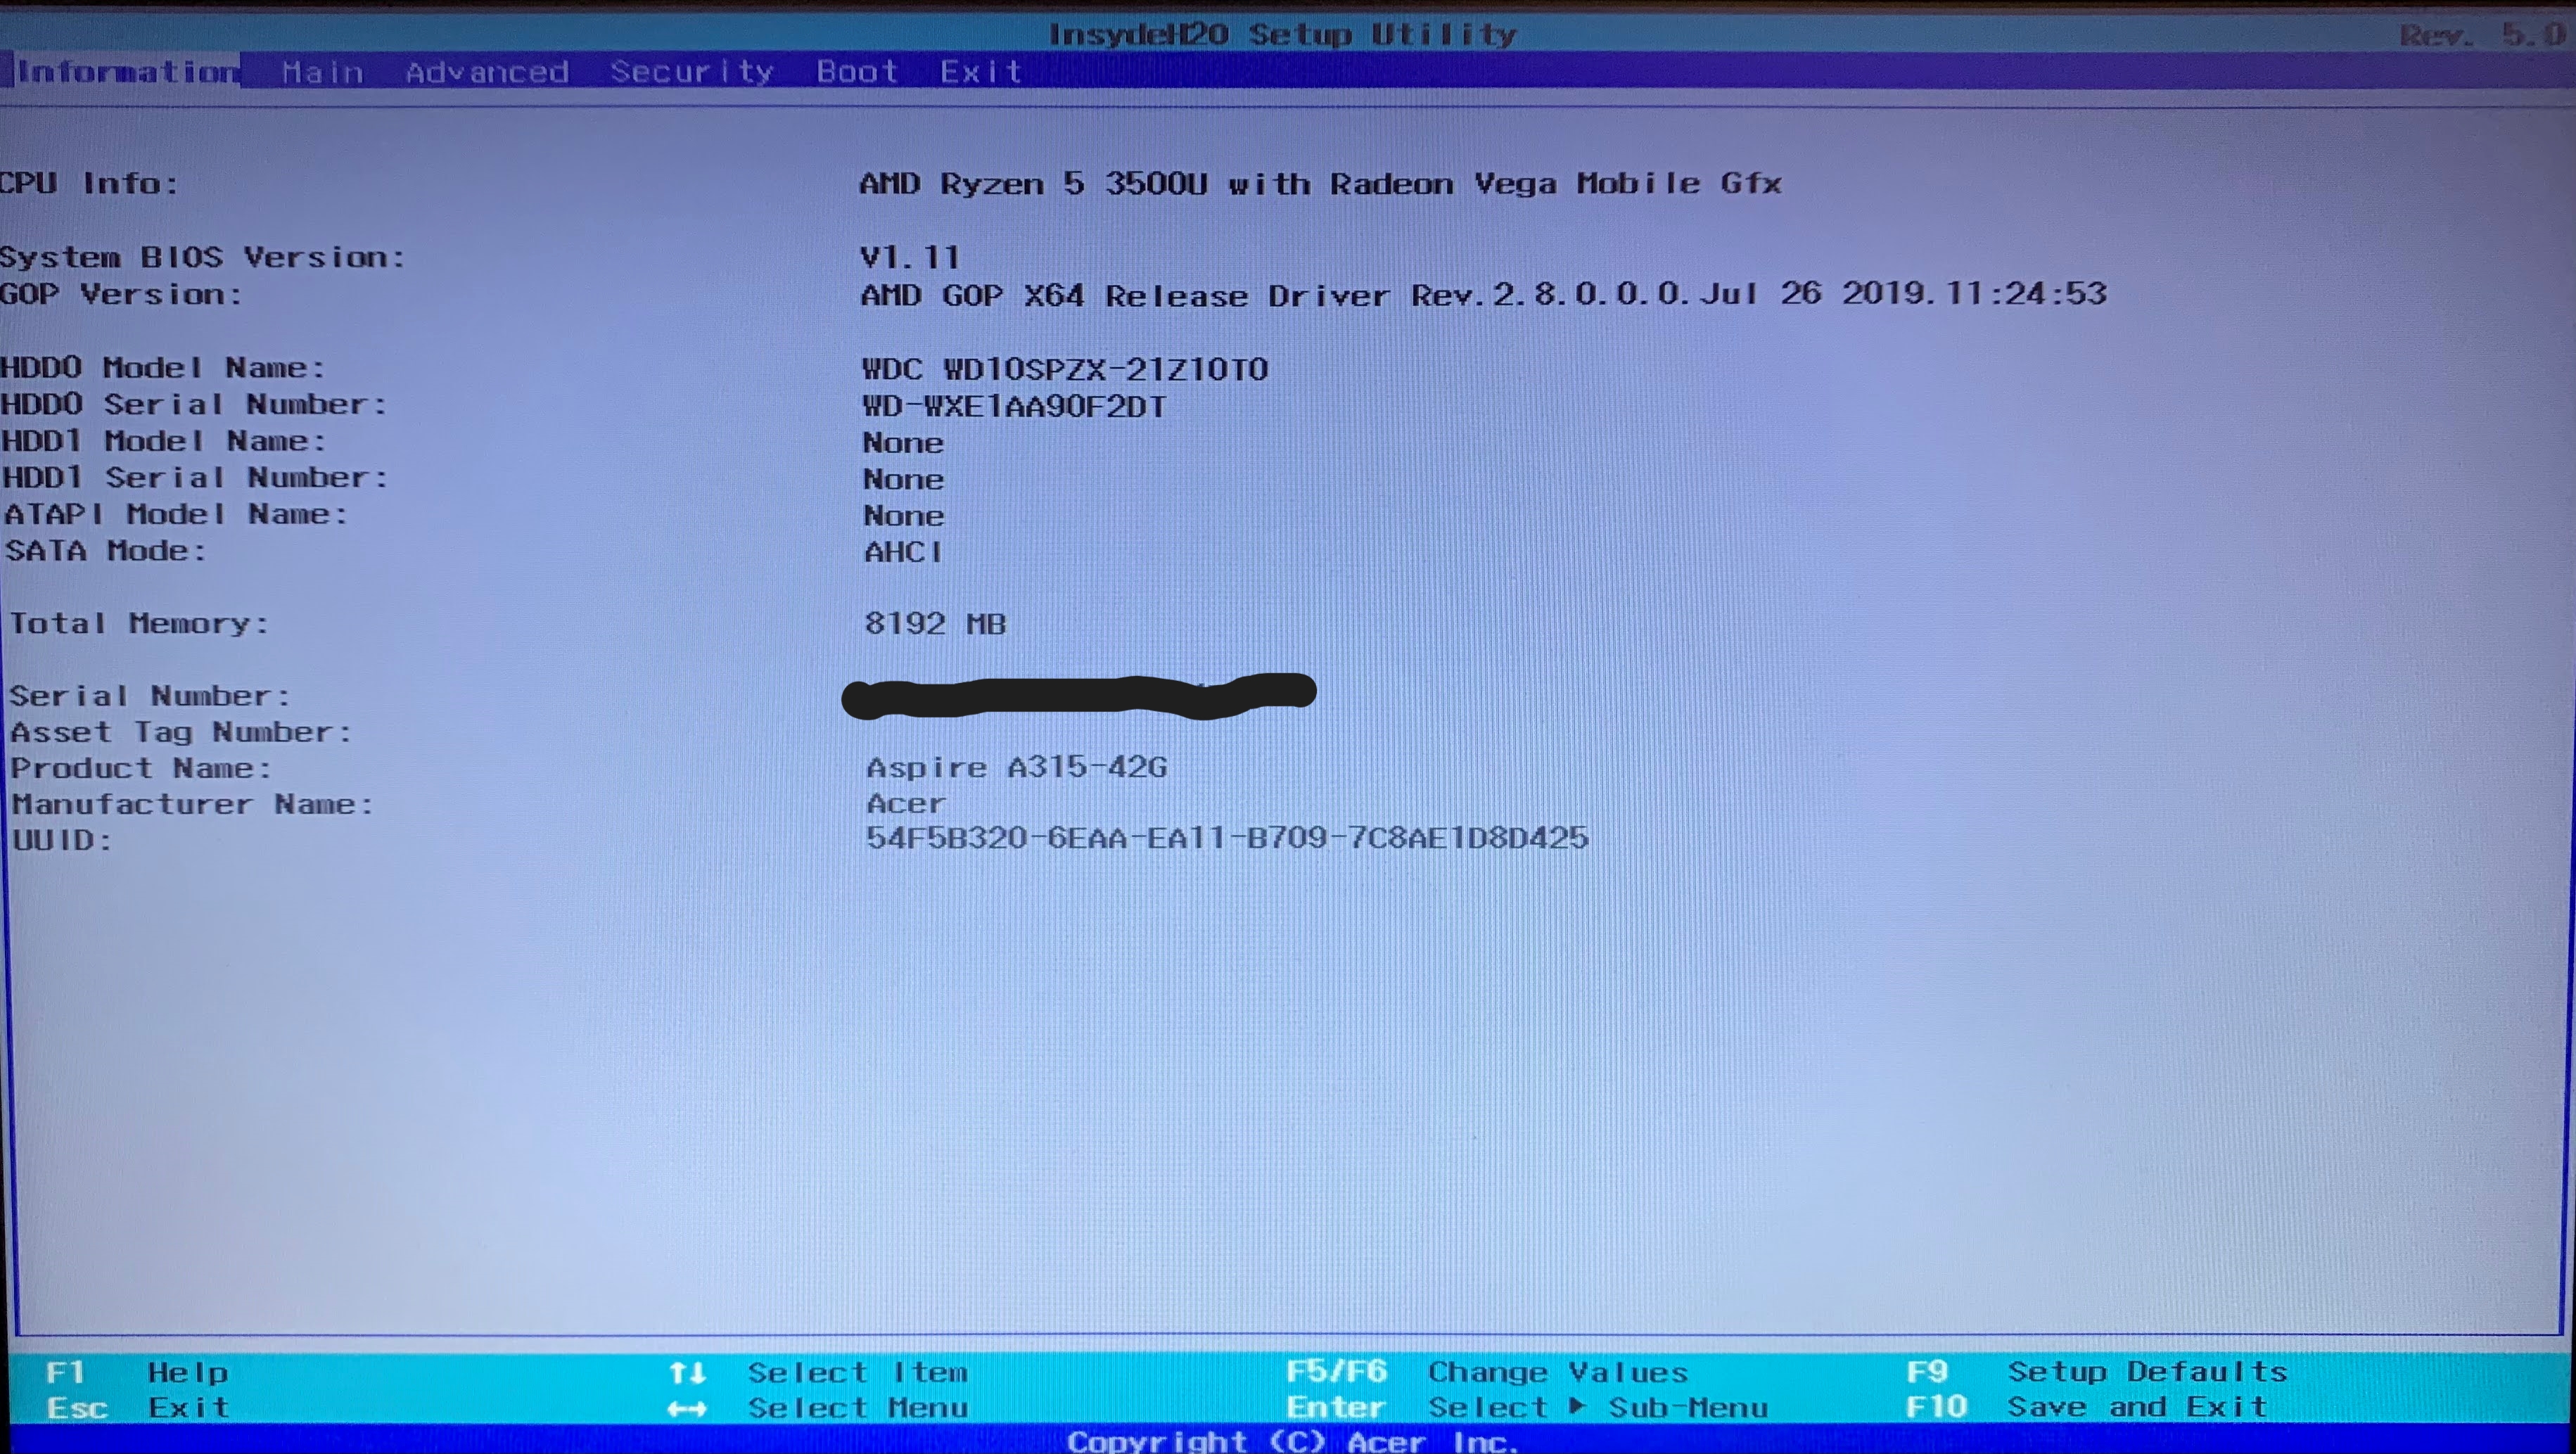 InsydeH20 Setup Utility Rev. 5.0
Information Main Advanced Security Boot Exit
CPU Info: AMD Ryzen 5 3500U with Radeon Vega Mobile Gfx
System BIOS Version: V1.11
GOP Version: AMD GOP X64 Release Driver Rev.2.8.0.0.0.Jul 26 2019.11:24:53
HDD0 Model Name: WDC WD10SPZX-21Z10T0
HDD0 Serial Number: WD-WXE1AA90F2DT
HDD1 Model Name: None
HDD1 Serial Number: None
ATAPI Model Name: None
SATA Mode: AHCI
Total Memory: 8192 MB
Serial Number:
Asset Tag Number:
Product Name: Aspire A315-42G
Manufacturer Name: Acer
UUID: 54F5B320-6EAA-EA11-B709-7C8AE1D8D425
F1 Help ↑↓ Select Item F5/F6 Change Values F9 Setup Defaults
Esc Exit ↔ Select Menu Enter Select ▶ Sub-Menu F10 Save and Exit
Copyright (C) Acer Inc.